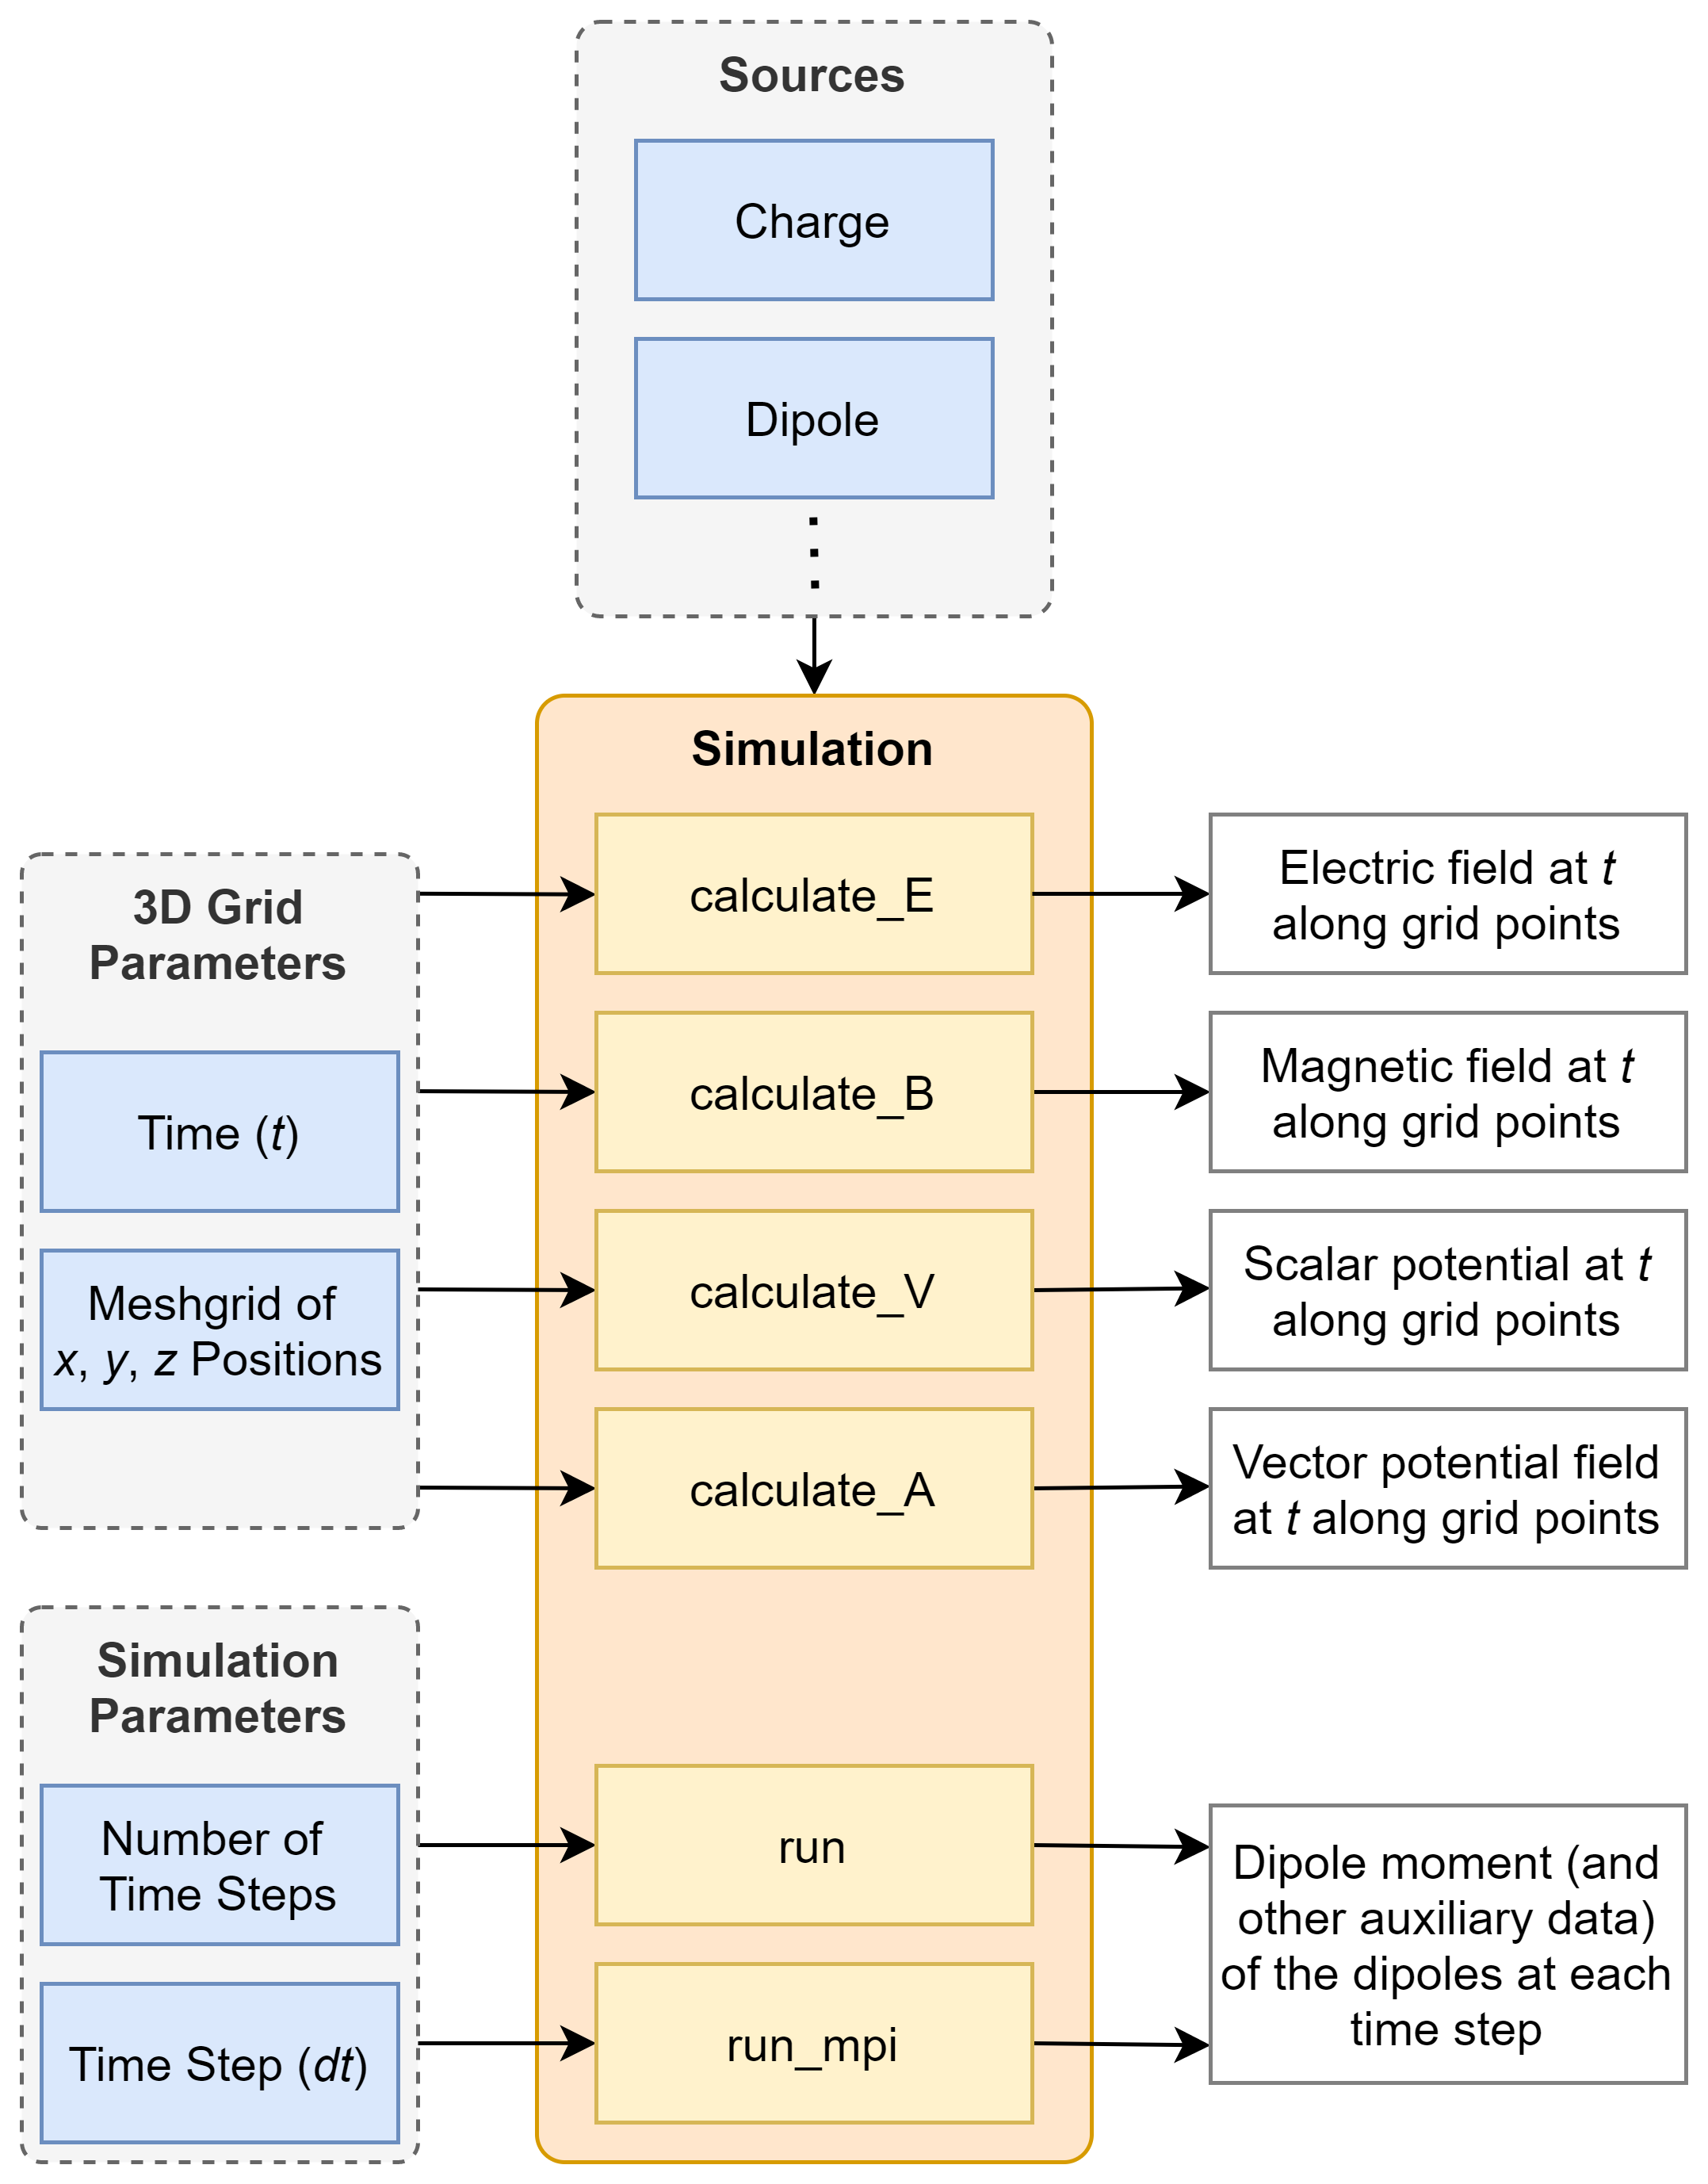 Sources
Charge
Dipole
Simulation
3D Grid
Parameters
Time (t)
Meshgrid of
x, y, z Positions
calculate_E
calculate_B
calculate_V
calculate_A
Electric field at t
along grid points
Magnetic field at t
along grid points
Scalar potential at t
along grid points
Vector potential field
at t along grid points
Simulation
Parameters
Number of
Time Steps
Time Step (dt)
run
run_mpi
Dipole moment (and
other auxiliary data)
of the dipoles at each
time step